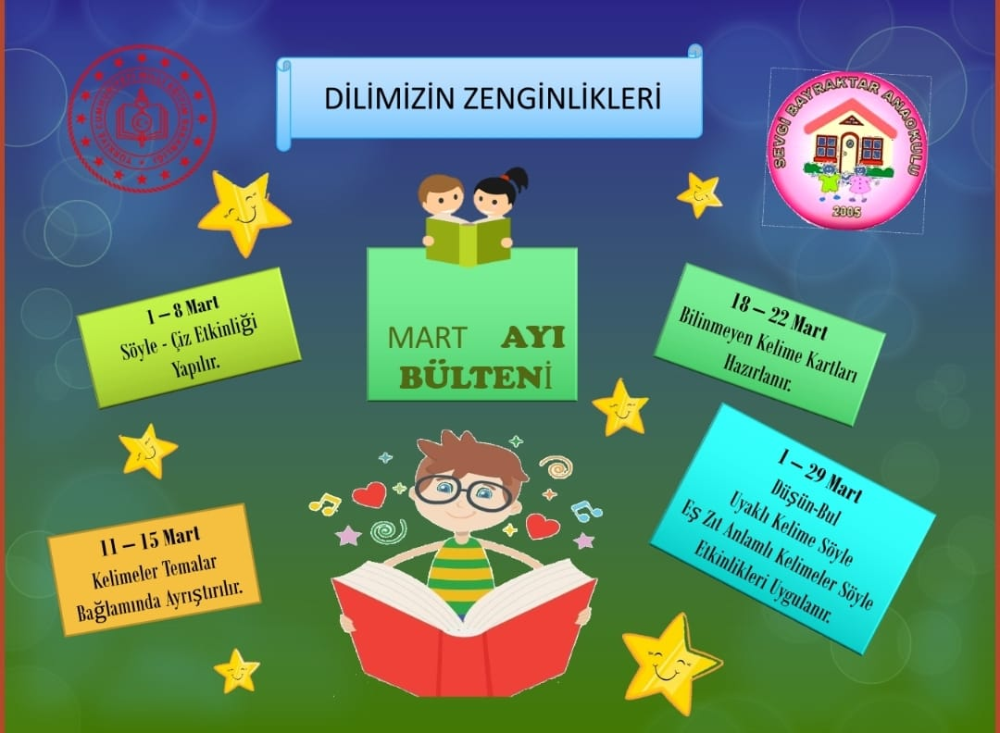 DİLİMİZİN ZENGİNLİKLERİ
SEVGİ BAYRAKTAR ANAOKULU
2005
MART AYI
BÜLTENİ
1 – 8 Mart
Söyle - Çiz Etkinliği
Yapılır.
18 – 22 Mart
Bilinmeyen Kelime Kartları
Hazırlanır.
11 – 15 Mart
Kelimeler Temalar
Bağlamında Ayrıştırılır.
1 – 29 Mart
Düşün-Bul
Uyaklı Kelime Söyle
Eş Zıt Anlamlı Kelimeler Söyle
Etkinlikleri Uygulanır.